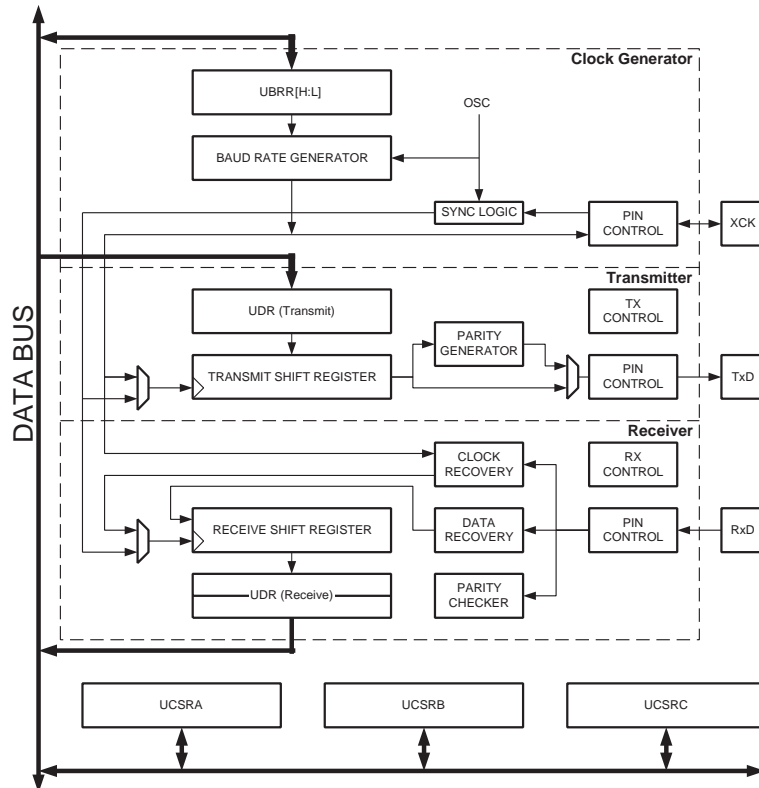 Clock Generator
UBRR[H:L]
OSC
BAUD RATE GENERATOR
SYNC LOGIC
PIN
CONTROL
XCK
DATA BUS
Transmitter
UDR (Transmit)
TX
CONTROL
PARITY
GENERATOR
TRANSMIT SHIFT REGISTER
PIN
CONTROL
TxD
Receiver
CLOCK
RECOVERY
RX
CONTROL
RECEIVE SHIFT REGISTER
DATA
RECOVERY
PIN
CONTROL
RxD
UDR (Receive)
PARITY
CHECKER
UCSRA
UCSRB
UCSRC